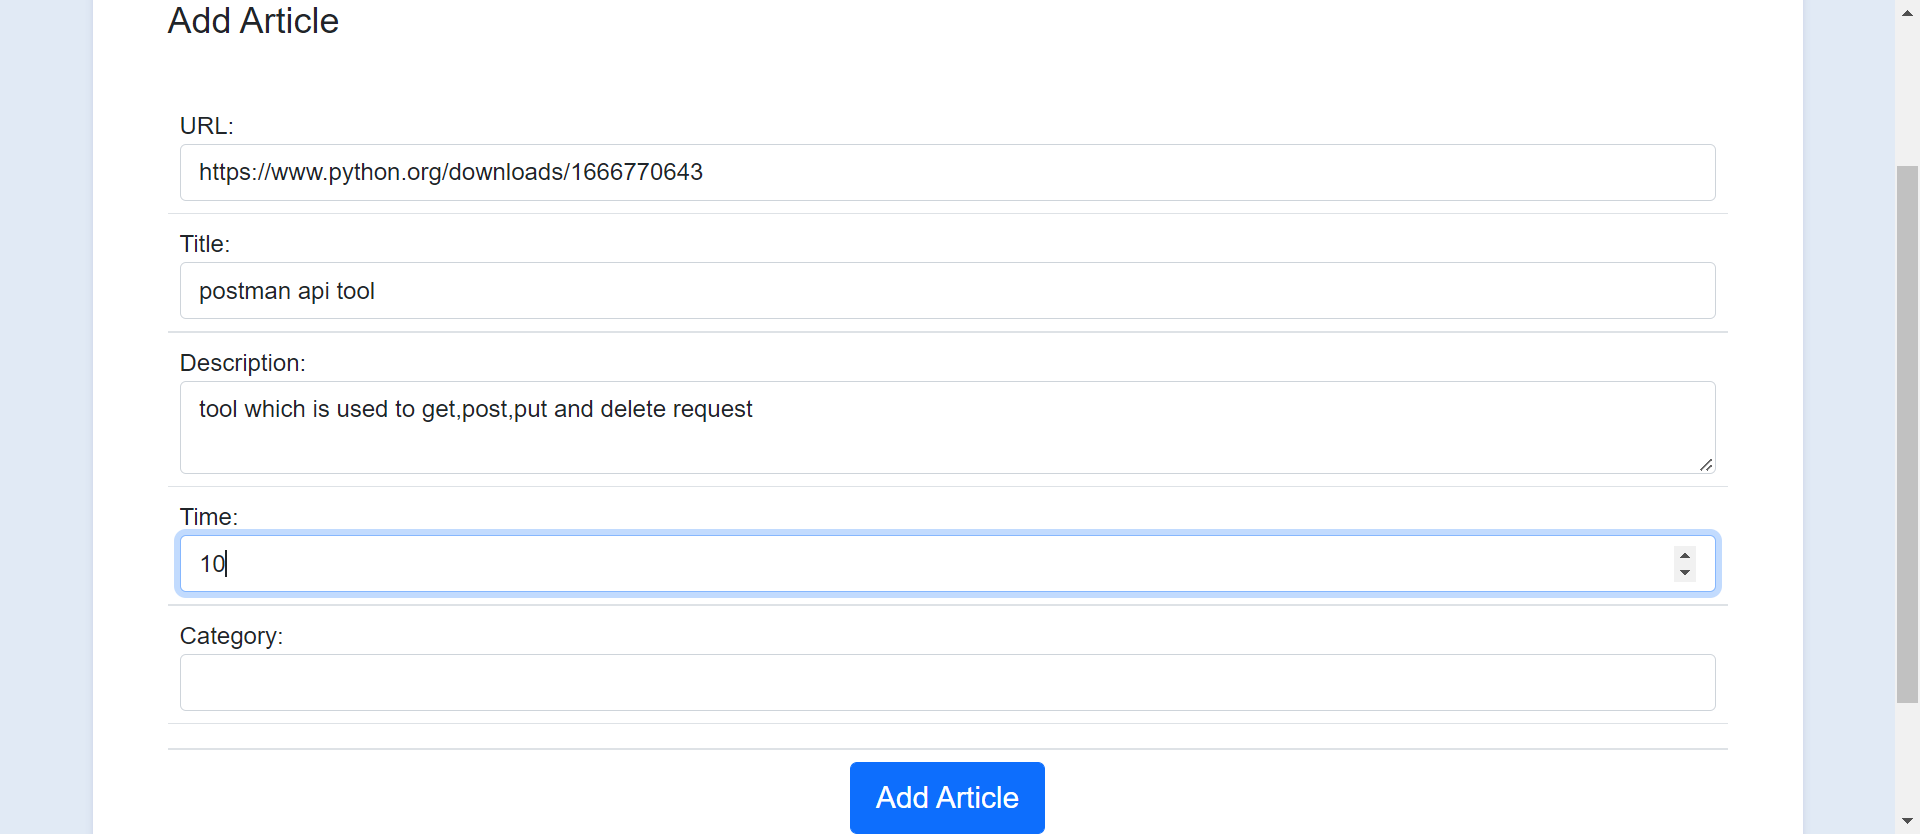 Add Article
URL:
https://www.python.org/downloads/1666770643
Title:
postman api tool
Description:
tool which is used to get,post,put and delete request
Time:
10
Category:
Add Article